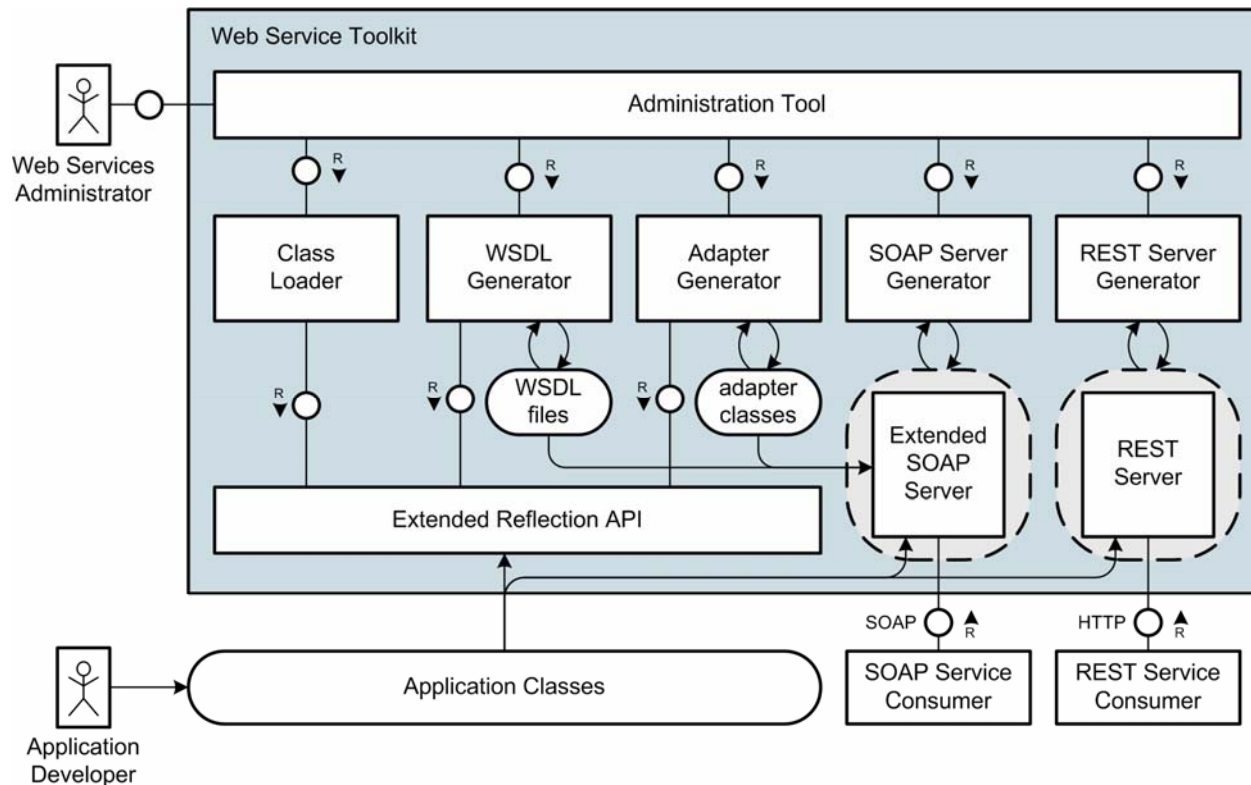 Web Service Toolkit
Administration Tool
Web Services
Administrator
R
R
R
R
R
Class
Loader
WSDL
Generator
Adapter
Generator
SOAP Server
Generator
REST Server
Generator
R
R
R
WSDL
files
adapter
classes
Extended
SOAP
Server
REST
Server
Extended Reflection API
SOAP
R
HTTP
R
Application Classes
SOAP Service
Consumer
REST Service
Consumer
Application
Developer